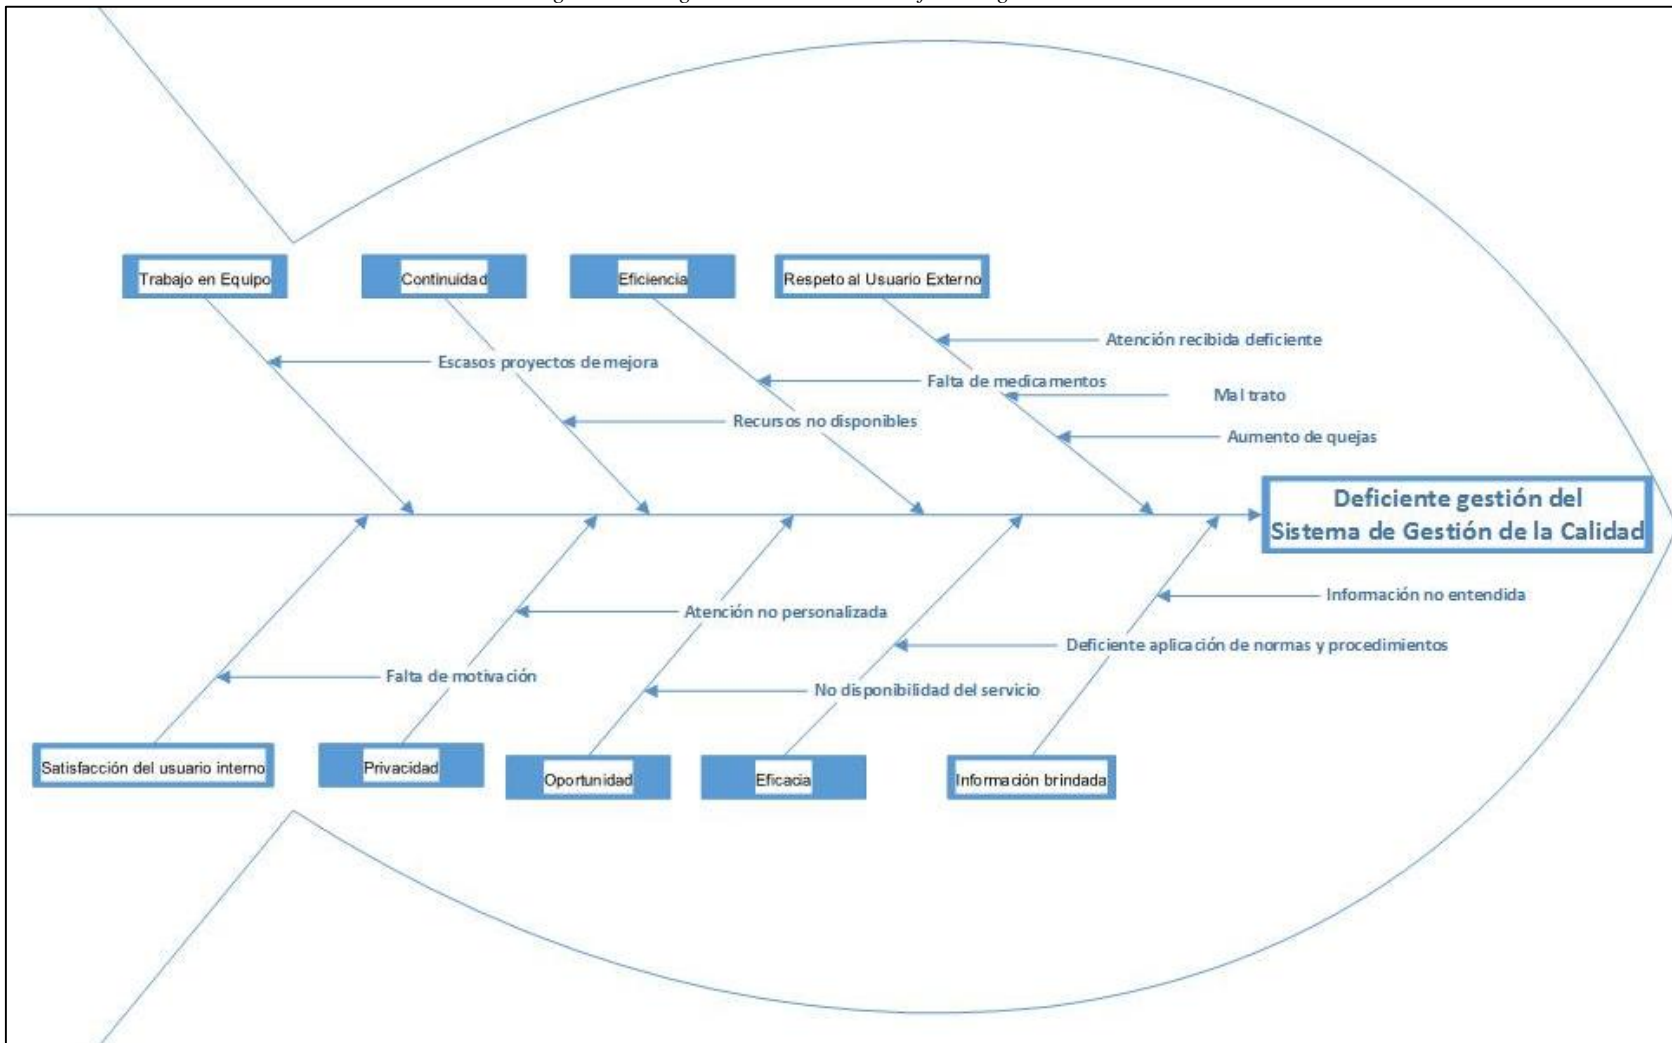 Trabajo en Equipo
Continuidad
Eficiencia
Respeto al Usuario Externo
Atención recibida deficiente
Escasos proyectos de mejora
Falta de medicamentos
Mal trato
Recursos no disponibles
Aumento de quejas
Deficiente gestión del
Sistema de Gestión de la Calidad
Información no entendida
Atención no personalizada
Deficiente aplicación de normas y procedimientos
Falta de motivación
No disponibilidad del servicio
Satisfacción del usuario interno
Privacidad
Oportunidad
Eficacia
Información brindada